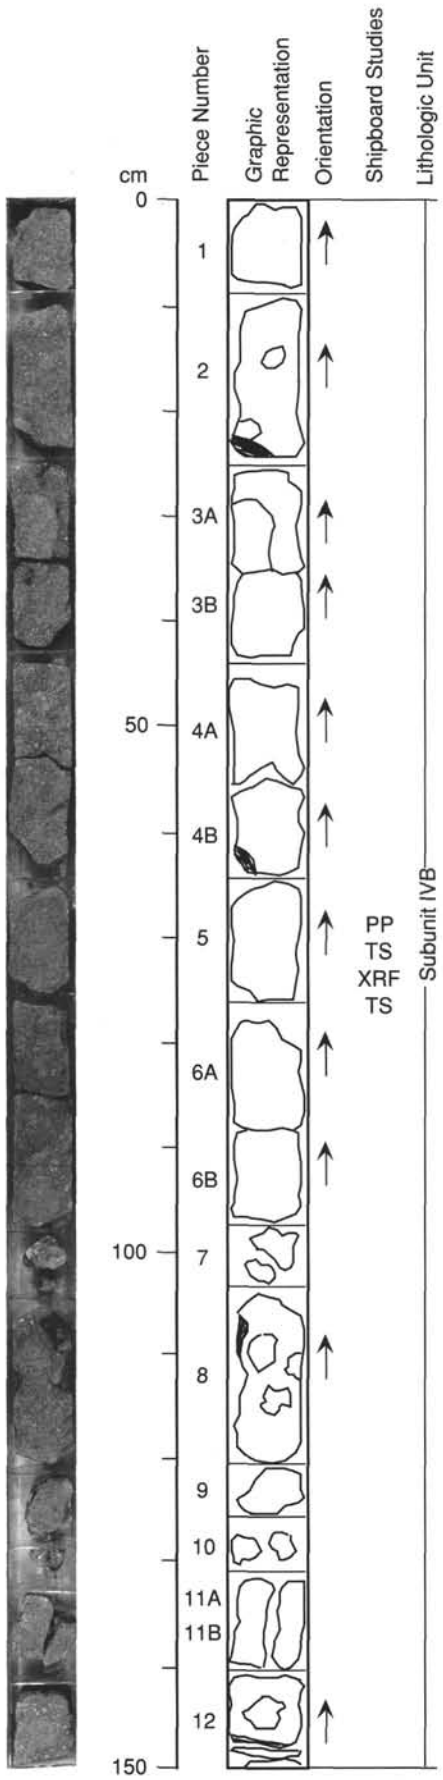 cm
Piece Number
Graphic
Representation
Orientation
Shipboard Studies
Lithologic Unit
0
1
2
3A
3B
50
4A
4B
5
PP
TS
XRF
TS
Subunit IVB
6A
6B
100
7
8
9
10
11A
11B
12
150